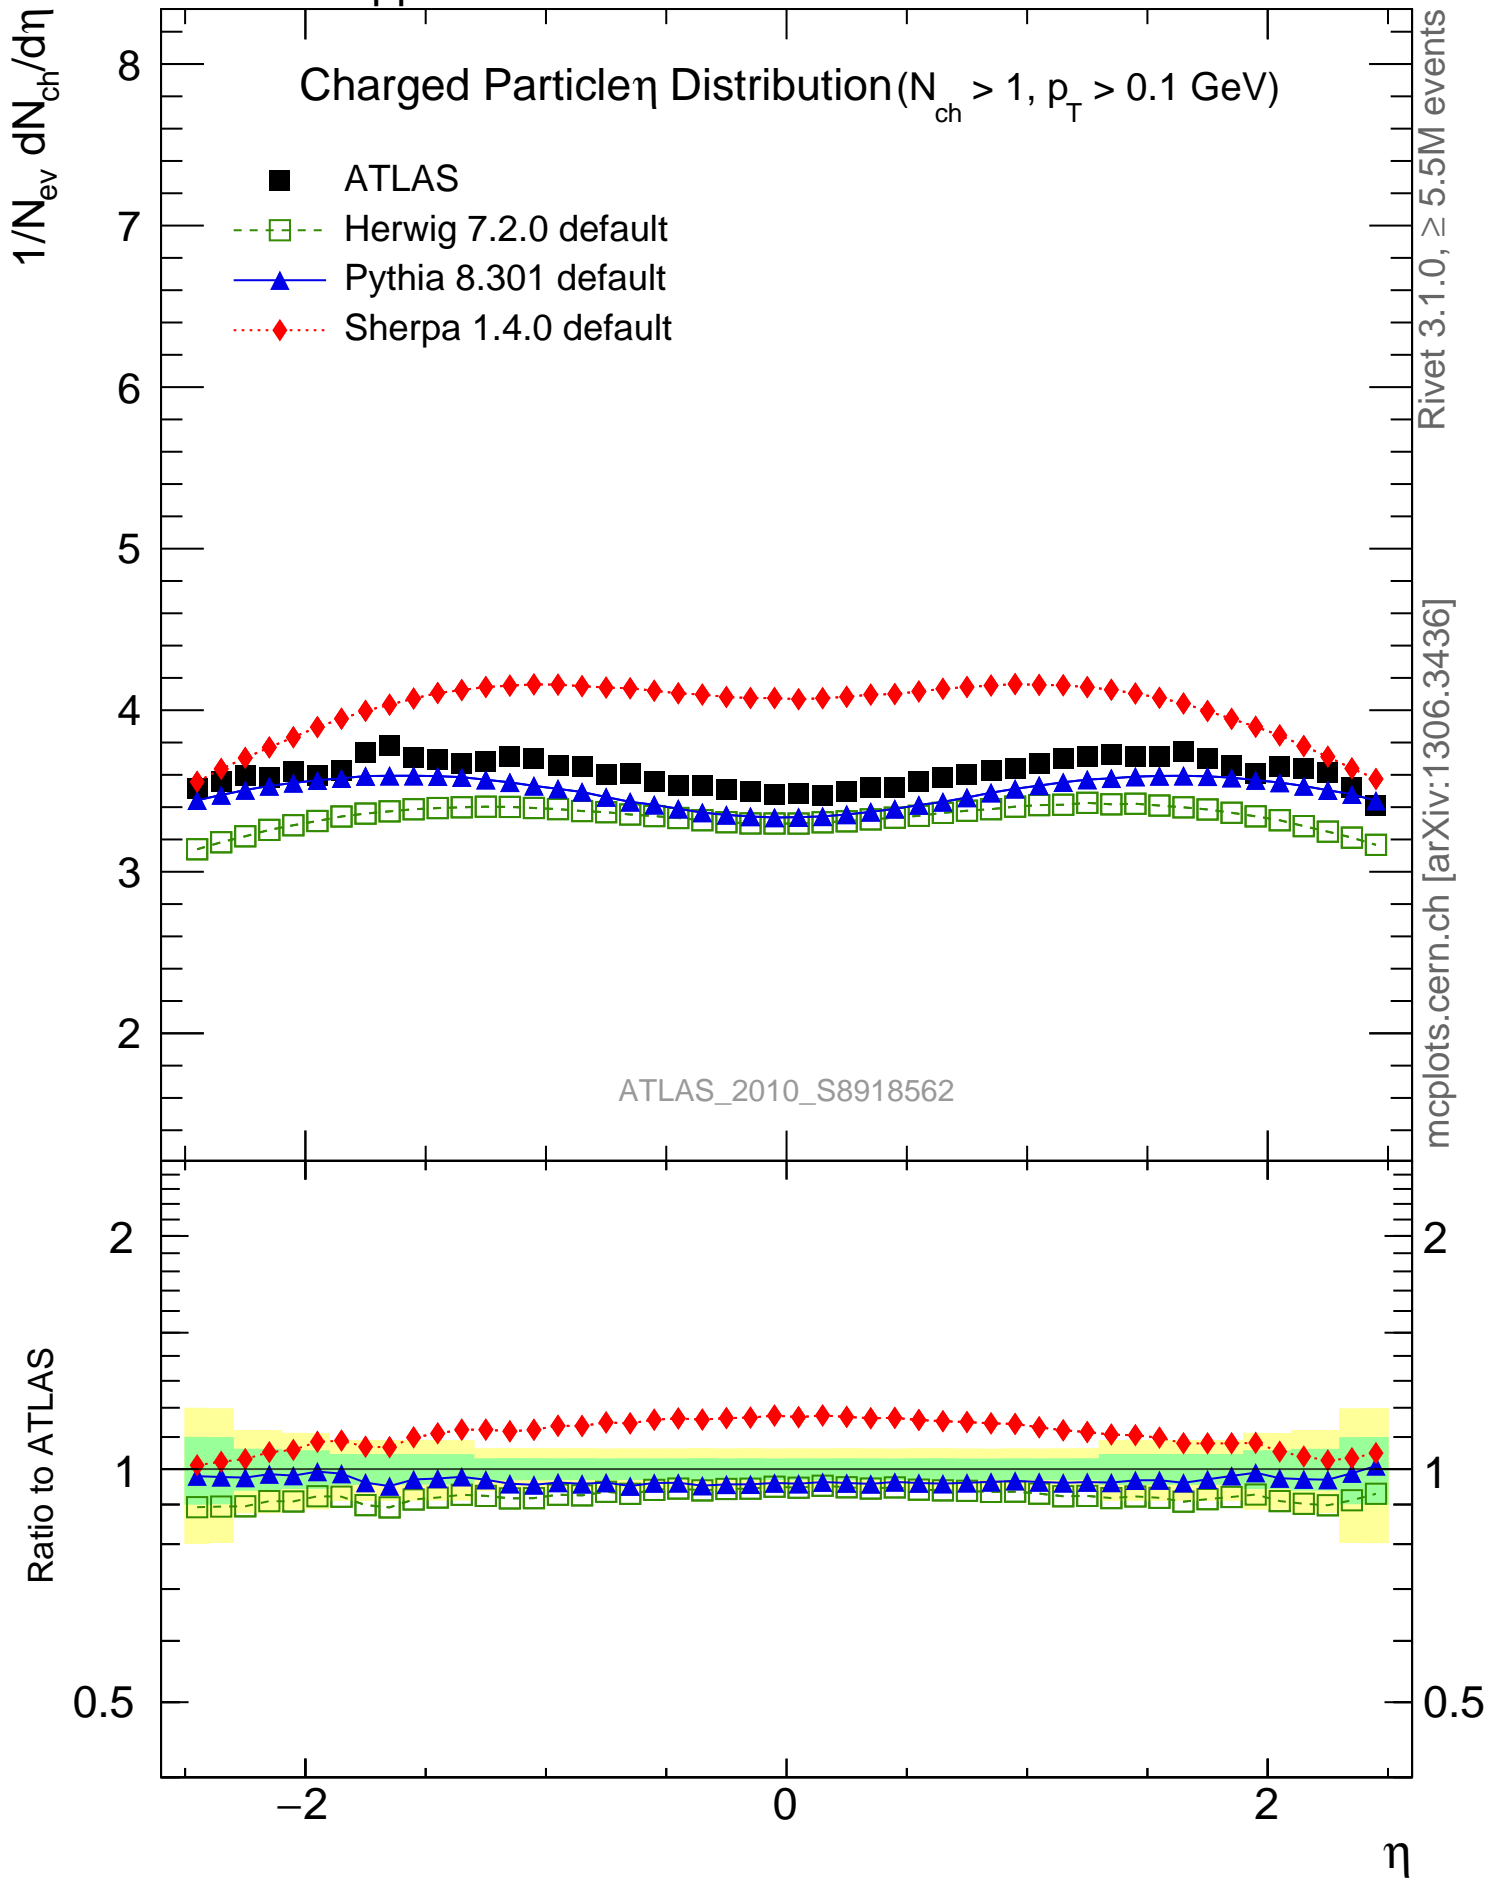 1/N_ev dN_ch/dη
Charged Particleη Distribution (N_ch > 1, p_T > 0.1 GeV)
ATLAS
Herwig 7.2.0 default
Pythia 8.301 default
Sherpa 1.4.0 default
8
7
6
5
4
3
2
ATLAS_2010_S8918562
Rivet 3.1.0, ≥ 5.5M events
mcplots.cern.ch [arXiv:1306.3436]
Ratio to ATLAS
2
1
0.5
2
1
0.5
−2
0
2
η